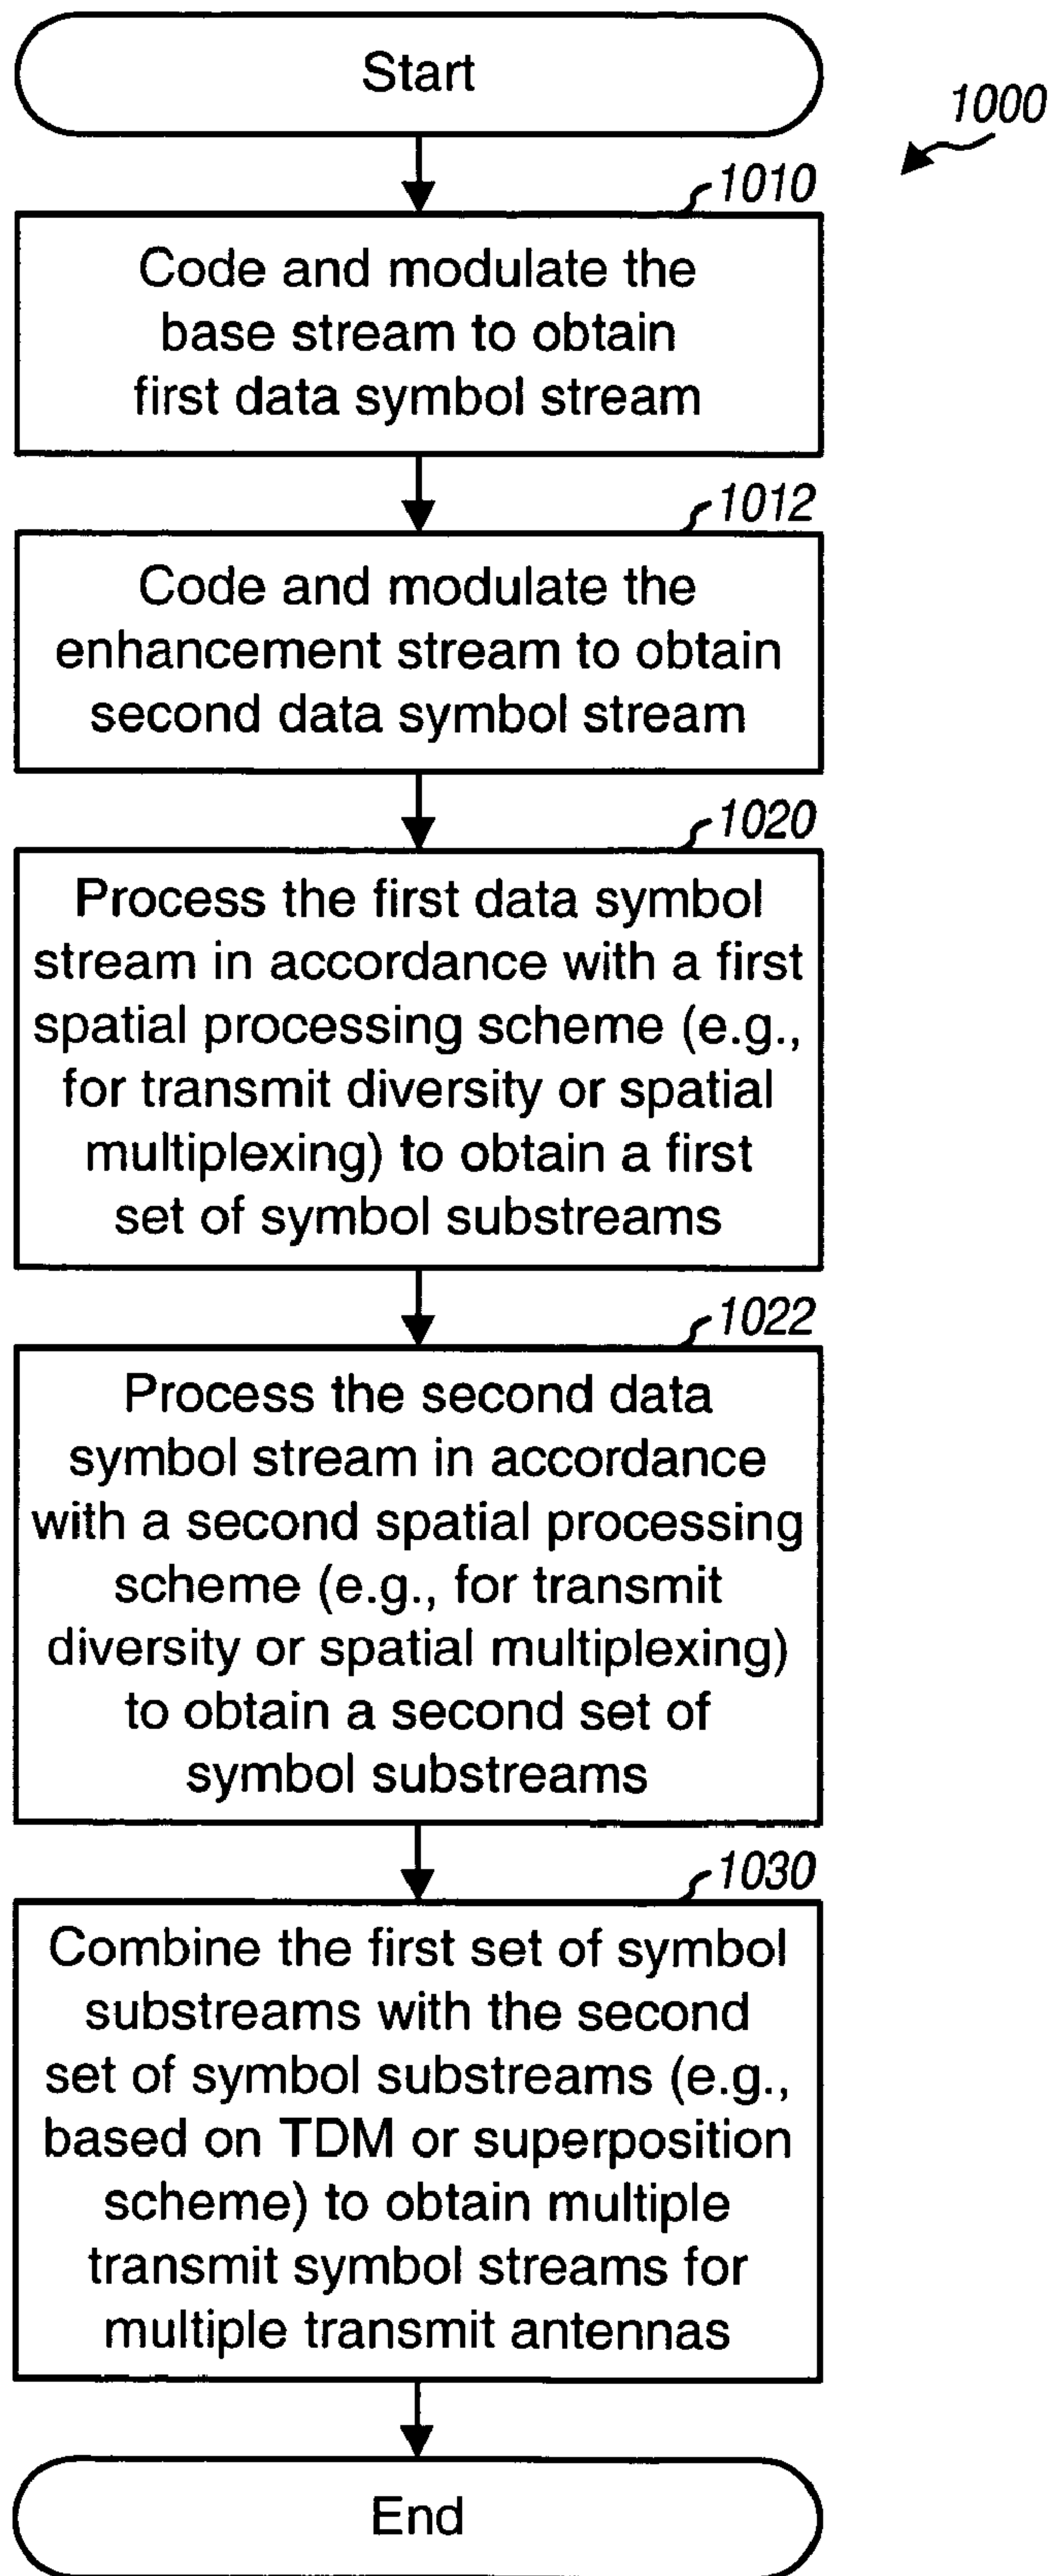 Start
1000
1010
Code and modulate the
base stream to obtain
first data symbol stream
1012
Code and modulate the
enhancement stream to obtain
second data symbol stream
1020
Process the first data symbol
stream in accordance with a first
spatial processing scheme (e.g.,
for transmit diversity or spatial
multiplexing) to obtain a first
set of symbol substreams
1022
Process the second data
symbol stream in accordance
with a second spatial processing
scheme (e.g., for transmit
diversity or spatial multiplexing)
to obtain a second set of
symbol substreams
1030
Combine the first set of symbol
substreams with the second
set of symbol substreams (e.g.,
based on TDM or superposition
scheme) to obtain multiple
transmit symbol streams for
multiple transmit antennas
End